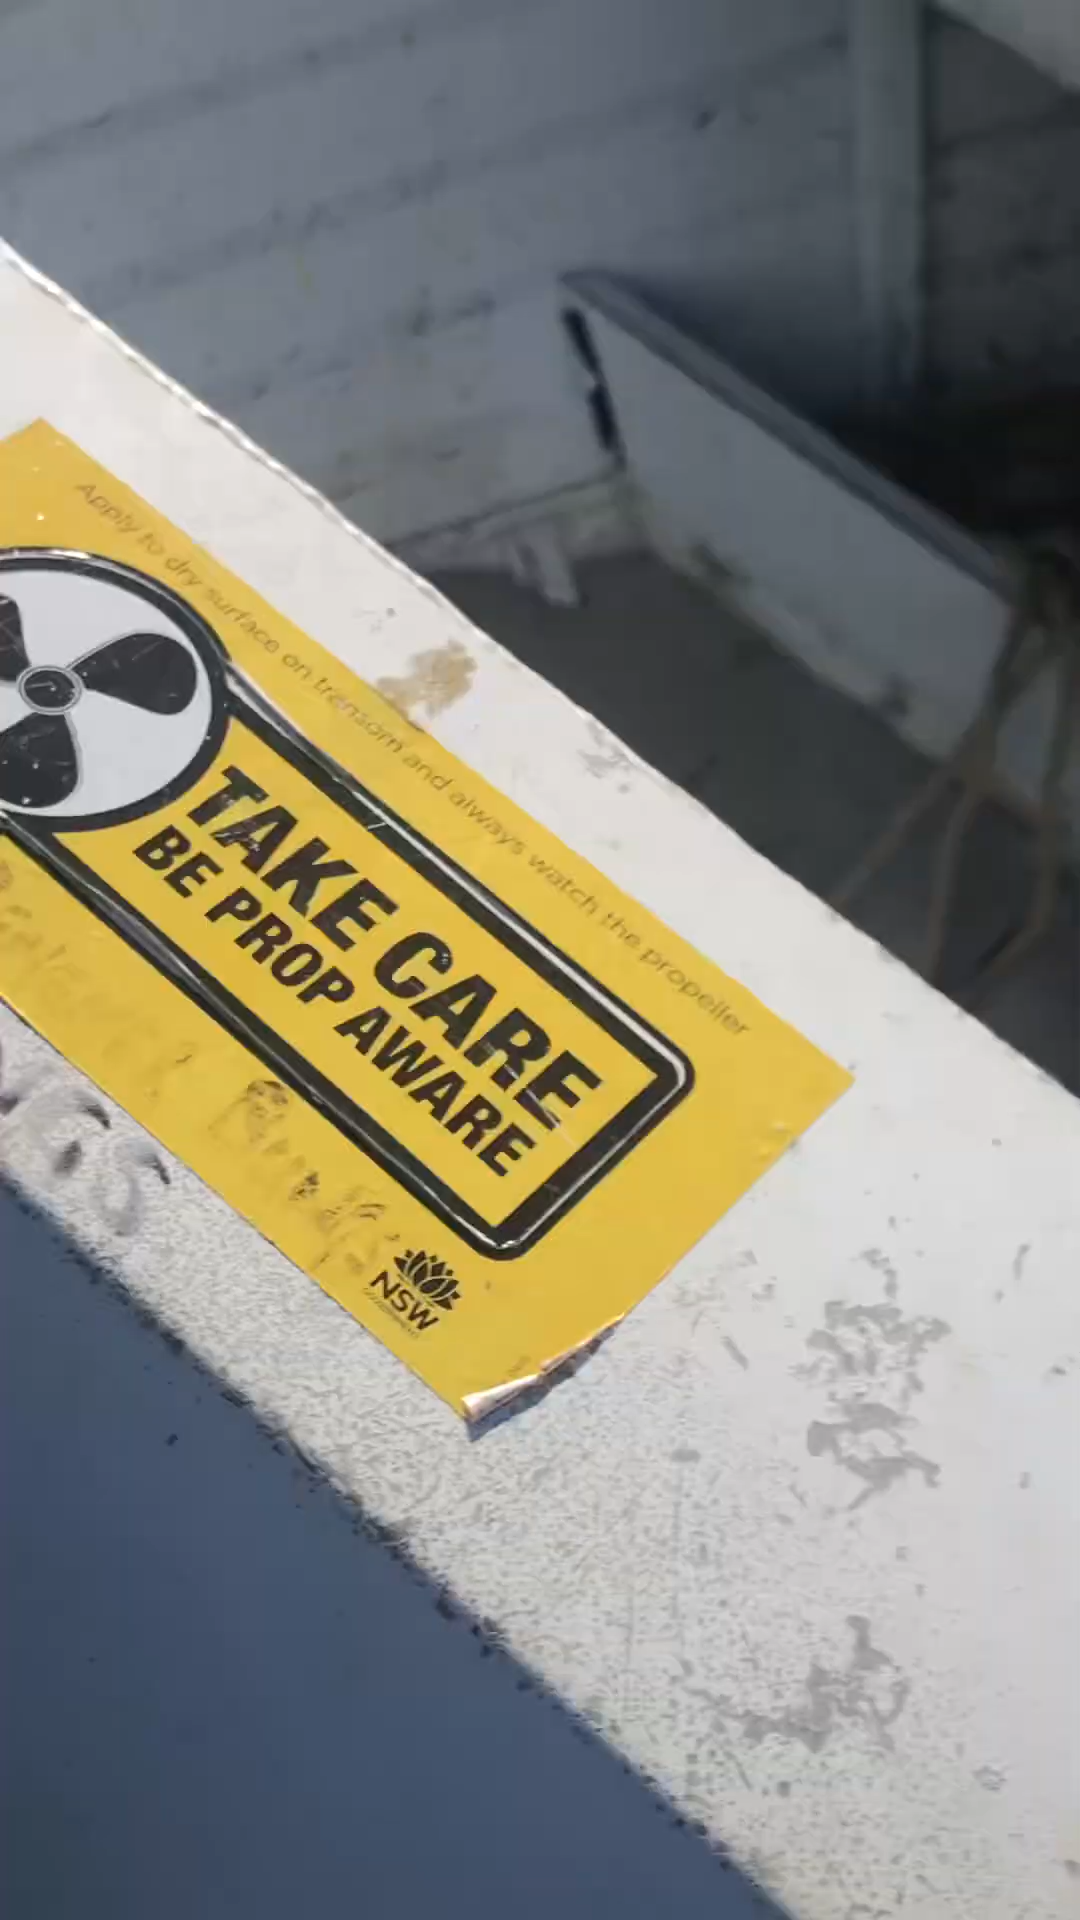 Apply to dry surface on transom and always watch the propeller
TAKE CARE
BE PROP AWARE
NSW